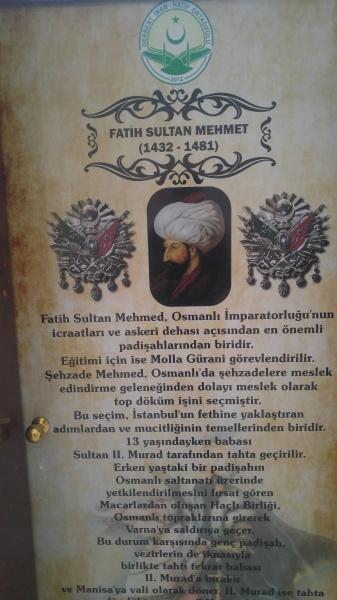 DERBENT İMAM - HATİP ORTAOKULU
2012
FATİH SULTAN MEHMET
(1432 - 1481)
Fatih Sultan Mehmed, Osmanlı İmparatorluğu'nun
icraatları ve askeri dehası açısından en önemli
padişahlarından biridir.
Eğitimi için ise Molla Gürani görevlendirilir.
Şehzade Mehmed, Osmanlı'da şehzadelere meslek
edindirme geleneğinden dolayı meslek olarak
top döküm işini seçmiştir.
Bu seçim, İstanbul'un fethine yaklaştıran
adımlardan ve mucitliğinin temellerinden biridir.
13 yaşındayken babası
Sultan II. Murad tarafından tahta geçirilir.
Erken yaştaki bir padişahın
Osmanlı saltanatı üzerinde
yetkilendirilmesini fırsat gören
Macarlardan oluşan Haçlı Birliği,
Osmanlı topraklarına girerek
Varna'ya saldırıya geçer.
Bu durum karşısında genç padişah,
vezirlerin de iknasıyla
birlikte tahtı tekrar babası
II. Murad'a bırakır
ve Manisa'ya vali olarak döner. II. Murad ise tahta